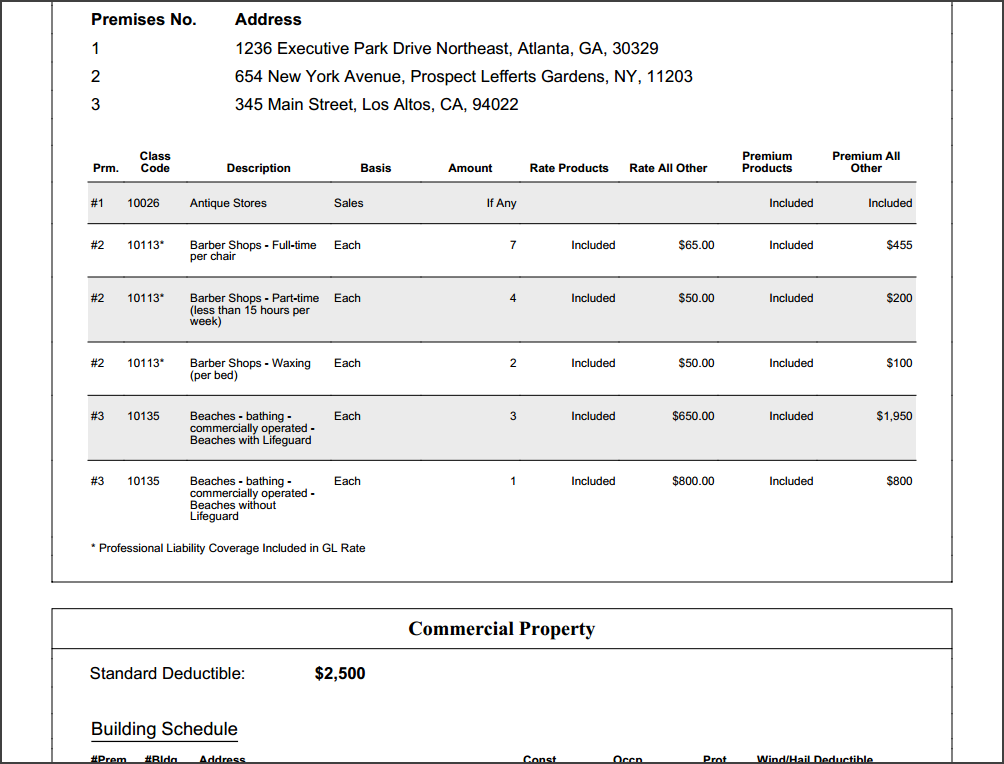 Premises No. Address
1 1236 Executive Park Drive Northeast, Atlanta, GA, 30329
2 654 New York Avenue, Prospect Lefferts Gardens, NY, 11203
3 345 Main Street, Los Altos, CA, 94022
Prm. Class Code Description Basis Amount Rate Products Rate All Other Premium Products Premium All Other
#1 10026 Antique Stores Sales If Any Included Included
#2 10113* Barber Shops - Full-time Each 7 Included $65.00 Included $455
per chair
#2 10113* Barber Shops - Part-time Each 4 Included $50.00 Included $200
(less than 15 hours per
week)
#2 10113* Barber Shops - Waxing Each 2 Included $50.00 Included $100
(per bed)
#3 10135 Beaches - bathing - Each 3 Included $650.00 Included $1,950
commercially operated -
Beaches with Lifeguard
#3 10135 Beaches - bathing - Each 1 Included $800.00 Included $800
commercially operated -
Beaches without
Lifeguard
* Professional Liability Coverage Included in GL Rate
Commercial Property
Standard Deductible: $2,500
Building Schedule
#Prem #Bldg Address Const Occp Prot Wind/Hail Deductible